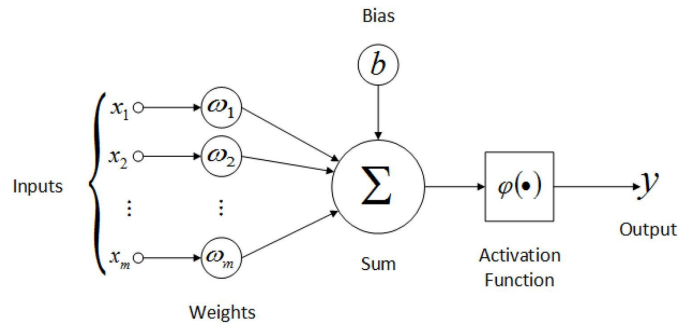 Bias
b
x₁ ω₁
x₂ ω₂
Inputs
⋮ ⋮
Σ
φ(•)
y
xₘ ωₘ
Sum
Activation
Function
Output
Weights